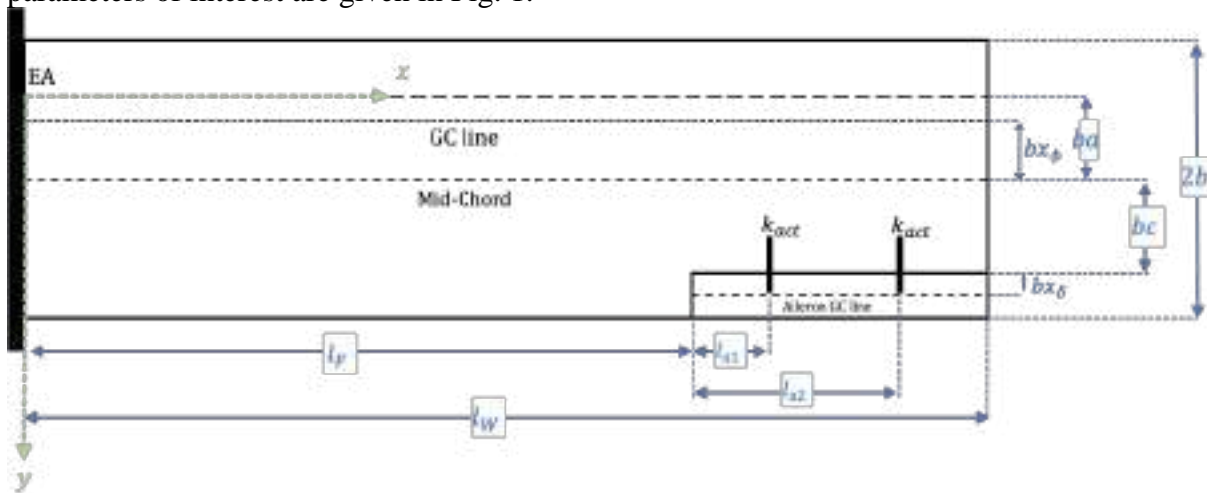 parameters of interest are given in Fig. 1.
EA
x
GC line
bx_ϕ
ba
2b
Mid-Chord
bc
k_act
k_act
bx_δ
Aileron GC line
l_F
l_a1
l_a2
l_W
y